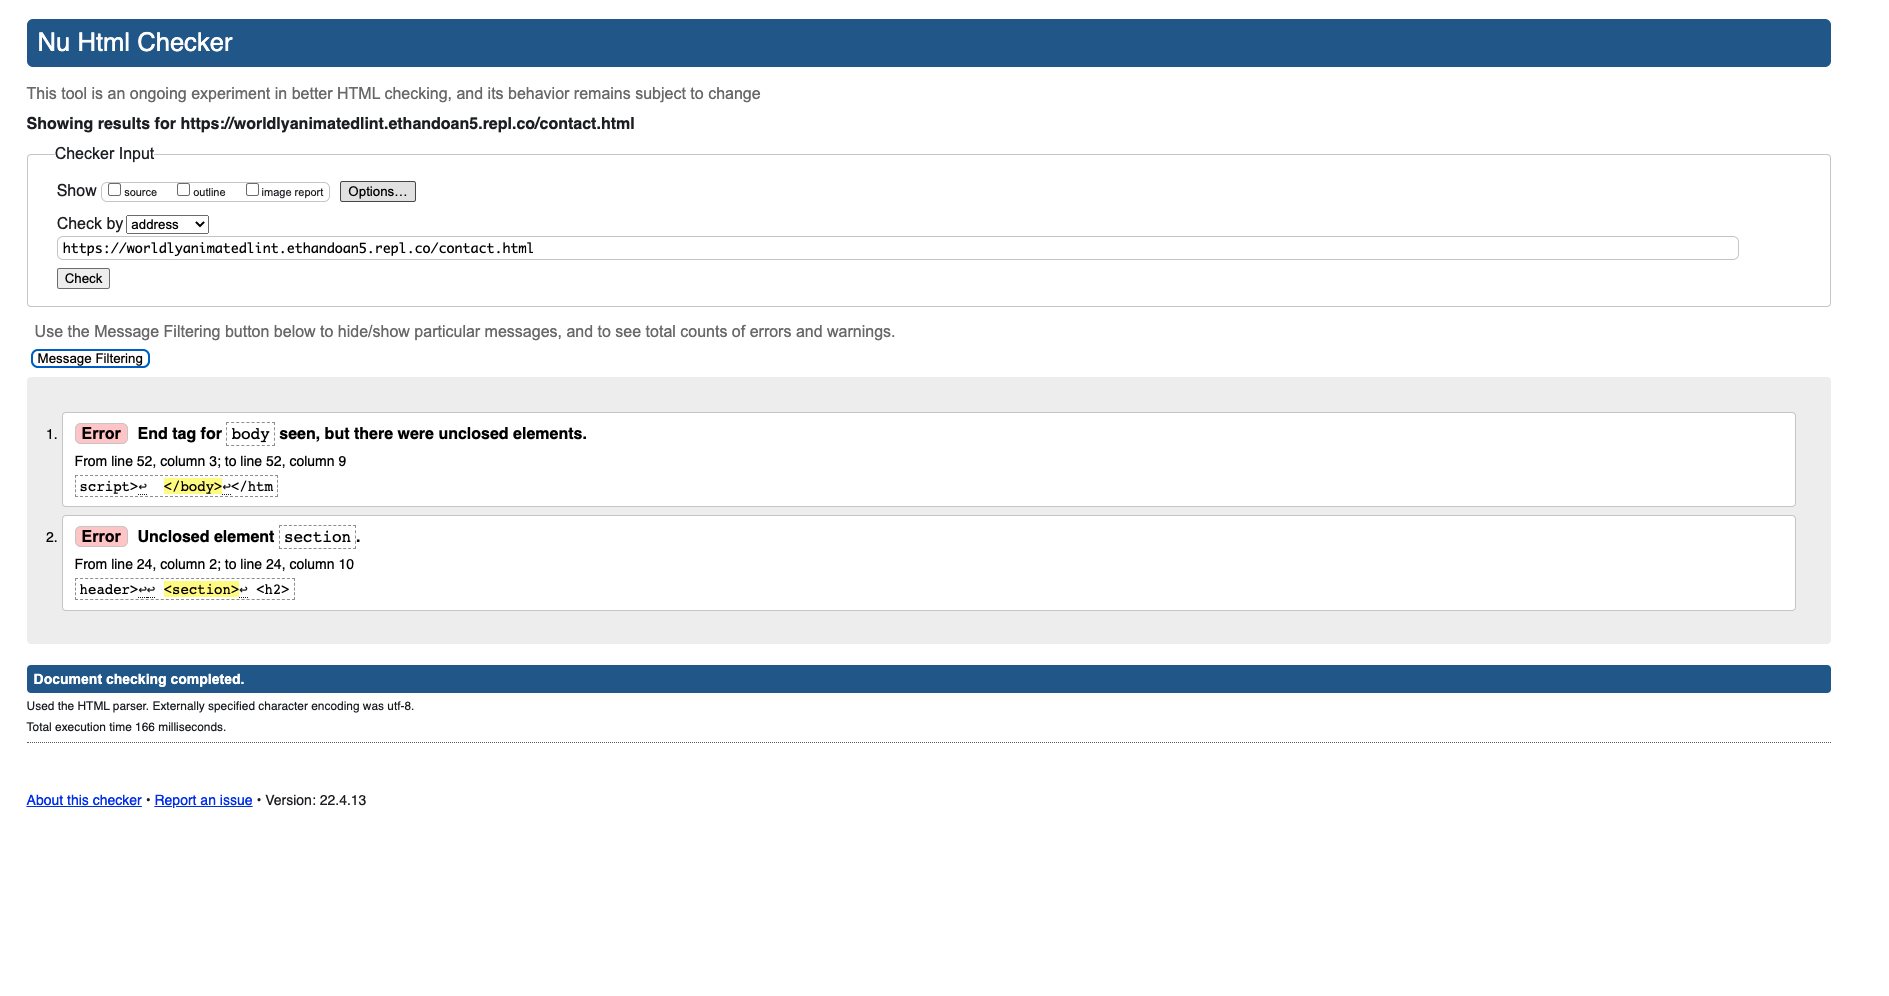 Nu Html Checker
This tool is an ongoing experiment in better HTML checking, and its behavior remains subject to change
Showing results for https://worldlyanimatedlint.ethandoan5.repl.co/contact.html
Checker Input
Show source outline image report Options...
Check by address
https://worldlyanimatedlint.ethandoan5.repl.co/contact.html
Check
Use the Message Filtering button below to hide/show particular messages, and to see total counts of errors and warnings.
Message Filtering
1. Error End tag for body seen, but there were unclosed elements.
From line 52, column 3; to line 52, column 9
script>↩ </body>↩</htm
2. Error Unclosed element section.
From line 24, column 2; to line 24, column 10
header>↩↩ <section>↩ <h2>
Document checking completed.
Used the HTML parser. Externally specified character encoding was utf-8.
Total execution time 166 milliseconds.
About this checker • Report an issue • Version: 22.4.13